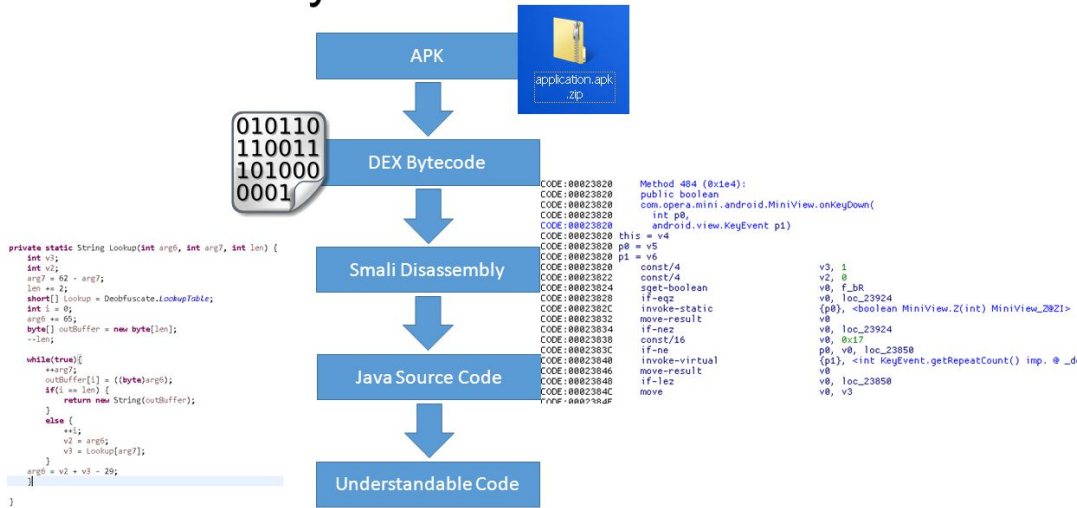 APK
application.apk
.zip
010110
110011
101000
0001
DEX Bytecode
CODE:00023820 Method 484 (0x1e4):
CODE:00023820 public boolean
CODE:00023820 com.opera.mini.android.MiniView.onKeyDown(
CODE:00023820 int p0,
CODE:00023820 android.view.KeyEvent p1)
CODE:00023820 this = v4
CODE:00023820 p0 = v5
CODE:00023820 p1 = v6
CODE:00023820 const/4 v3, 1
CODE:00023822 const/4 v2, 0
CODE:00023824 sget-boolean v0, f_bR
CODE:00023828 if-eqz v0, loc_23924
CODE:0002382C invoke-static {p0}, <boolean MiniView.Z(int) MiniView_Z@ZI>
CODE:00023832 move-result v0
CODE:00023834 if-nez v0, loc_23924
CODE:00023838 const/16 v0, 0x17
CODE:0002383C if-ne p0, v0, loc_23850
CODE:00023840 invoke-virtual {p1}, <int KeyEvent.getRepeatCount() imp. @ _de
CODE:00023846 move-result v0
CODE:00023848 if-lez v0, loc_23850
CODE:0002384C move v0, v3
CODE:0002384E
Smali Disassembly
private static String Lookup(int arg6, int arg7, int len) {
int v3;
int v2;
arg7 = 62 - arg7;
len += 2;
short[] Lookup = Deobfuscate.LookupTable;
int i = 0;
arg6 += 65;
byte[] outBuffer = new byte[len];
--len;
while(true){
++arg7;
outBuffer[i] = ((byte)arg6);
if(i == len) {
return new String(outBuffer);
}
else {
++i;
v2 = arg6;
v3 = Lookup[arg7];
}
arg6 = v2 + v3 - 29;
}
}
Java Source Code
Understandable Code